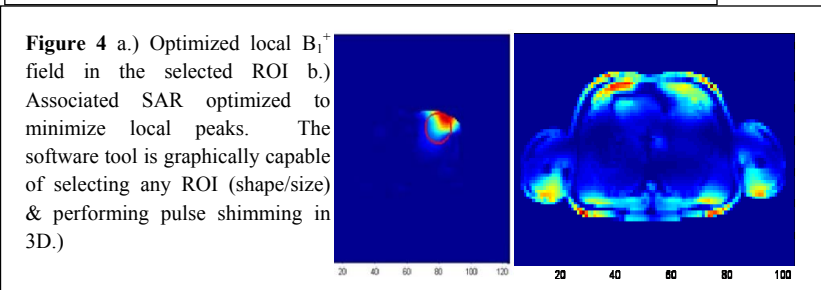 Figure 4 a.) Optimized local B₁⁺
field in the selected ROI b.)
Associated SAR optimized to
minimize local peaks. The
software tool is graphically capable
of selecting any ROI (shape/size)
& performing pulse shimming in
3D.)
20 40 60 80 100 120
20 40 60 80 100